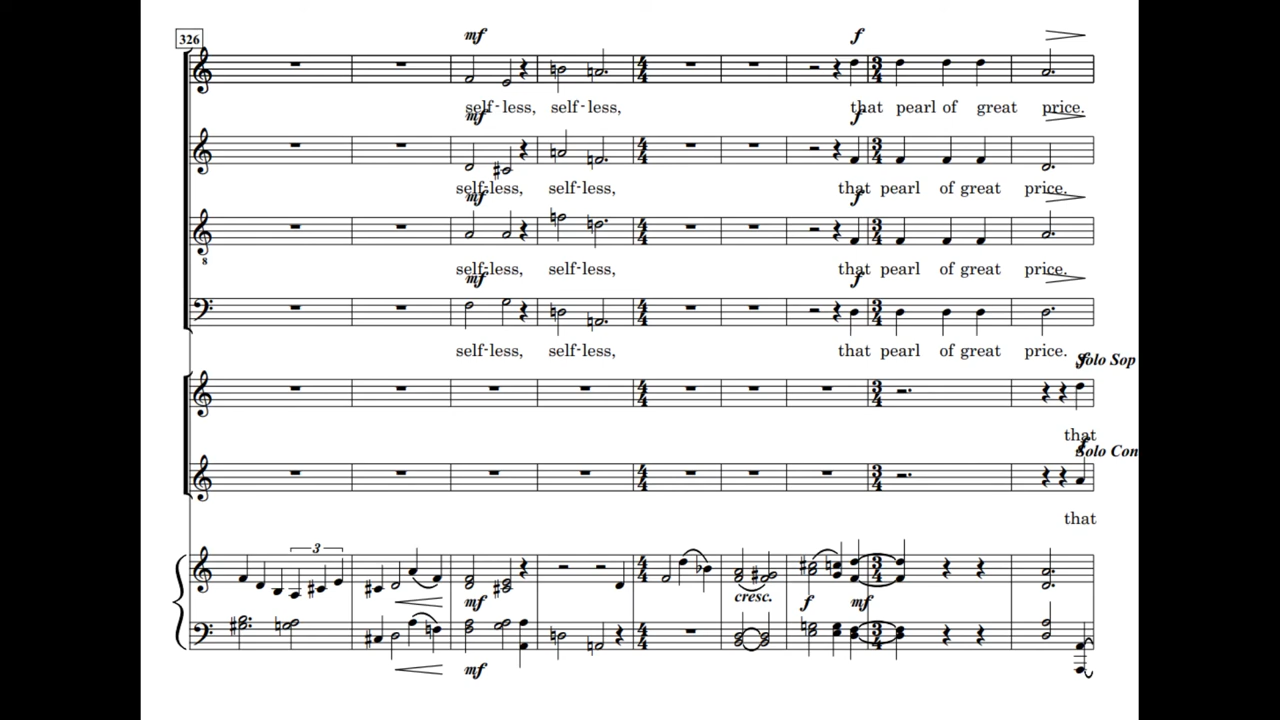 326
mf
f
self-less, self-less, that pearl of great price.
mf
f
self-less, self-less, that pearl of great price.
mf
f
self-less, self-less, that pearl of great price.
mf
f
self-less, self-less, that pearl of great price.
f
Solo Sop
that
f
Solo Con
that
3
mf
cresc.
f
mf
mf